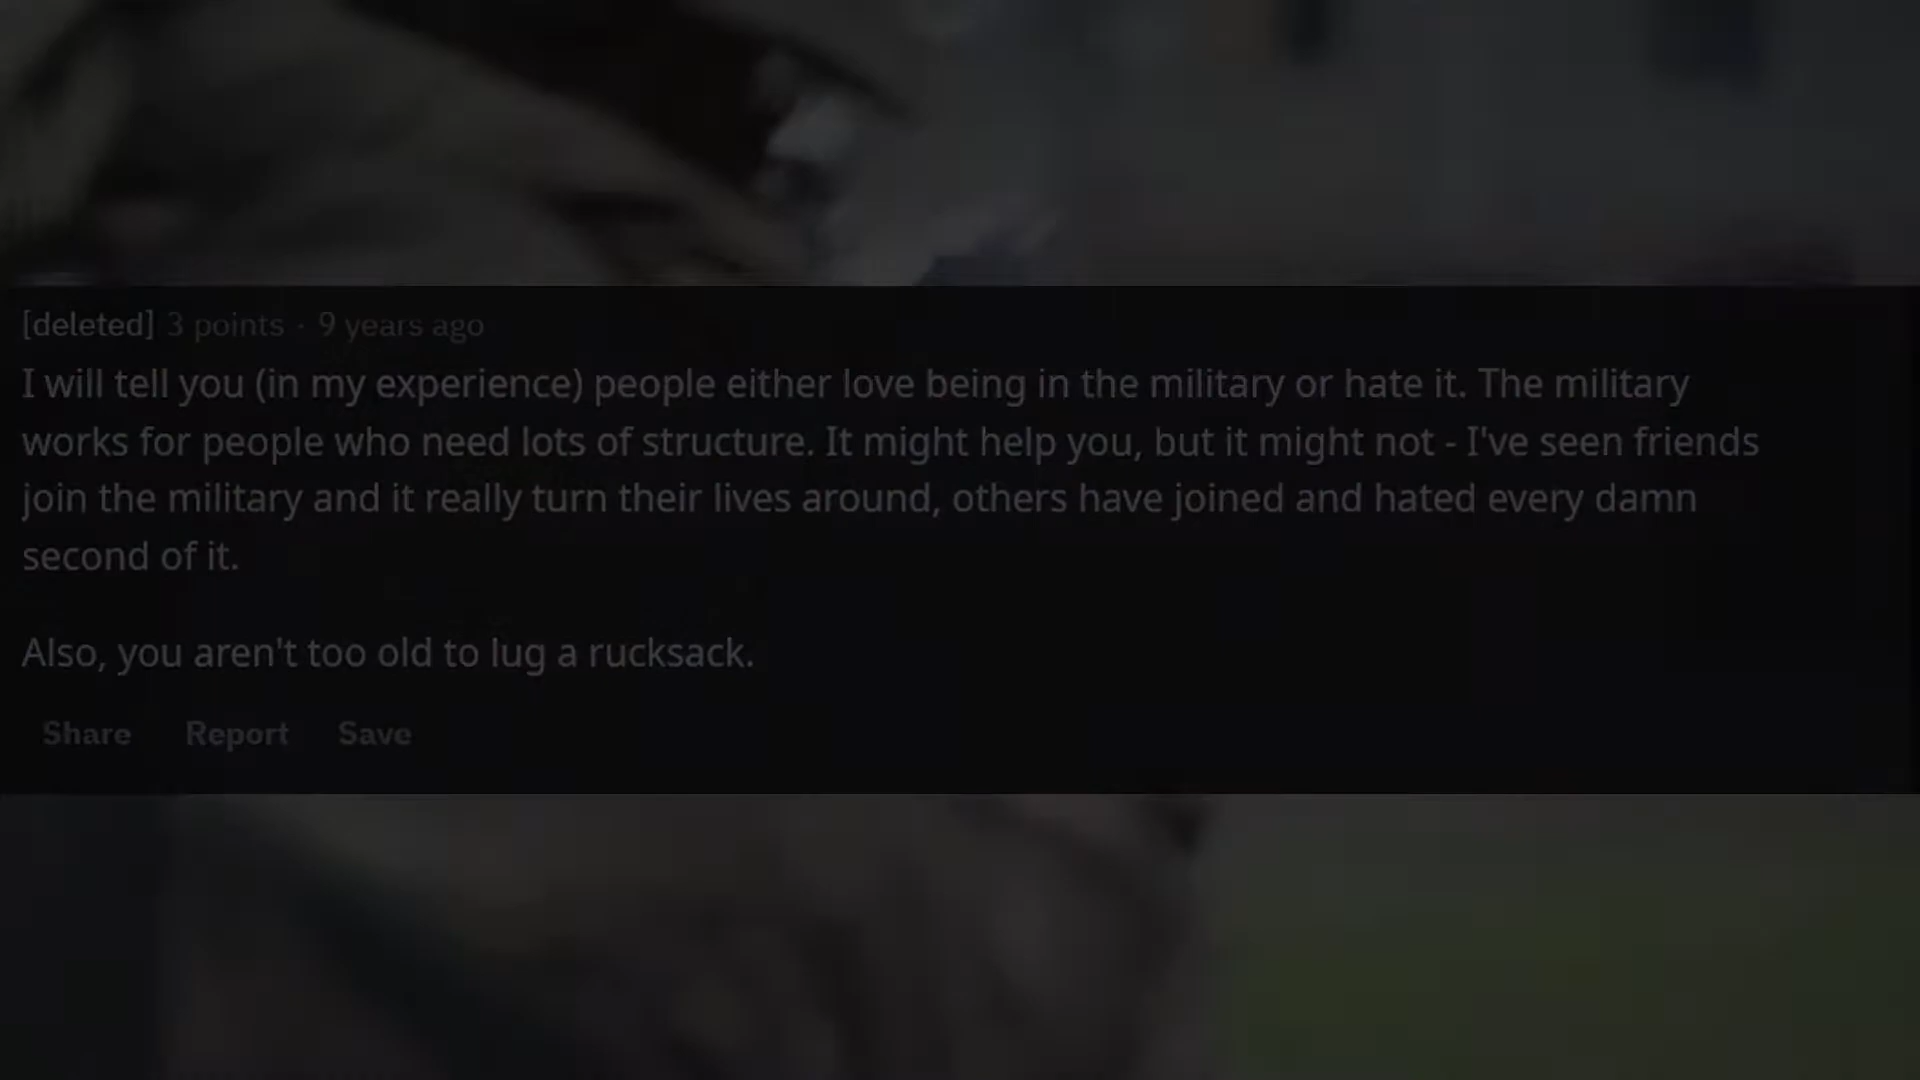 [deleted] 3 points · 9 years ago
I will tell you (in my experience) people either love being in the military or hate it. The military
works for people who need lots of structure. It might help you, but it might not - I've seen friends
join the military and it really turn their lives around, others have joined and hated every damn
second of it.
Also, you aren't too old to lug a rucksack.
Share Report Save